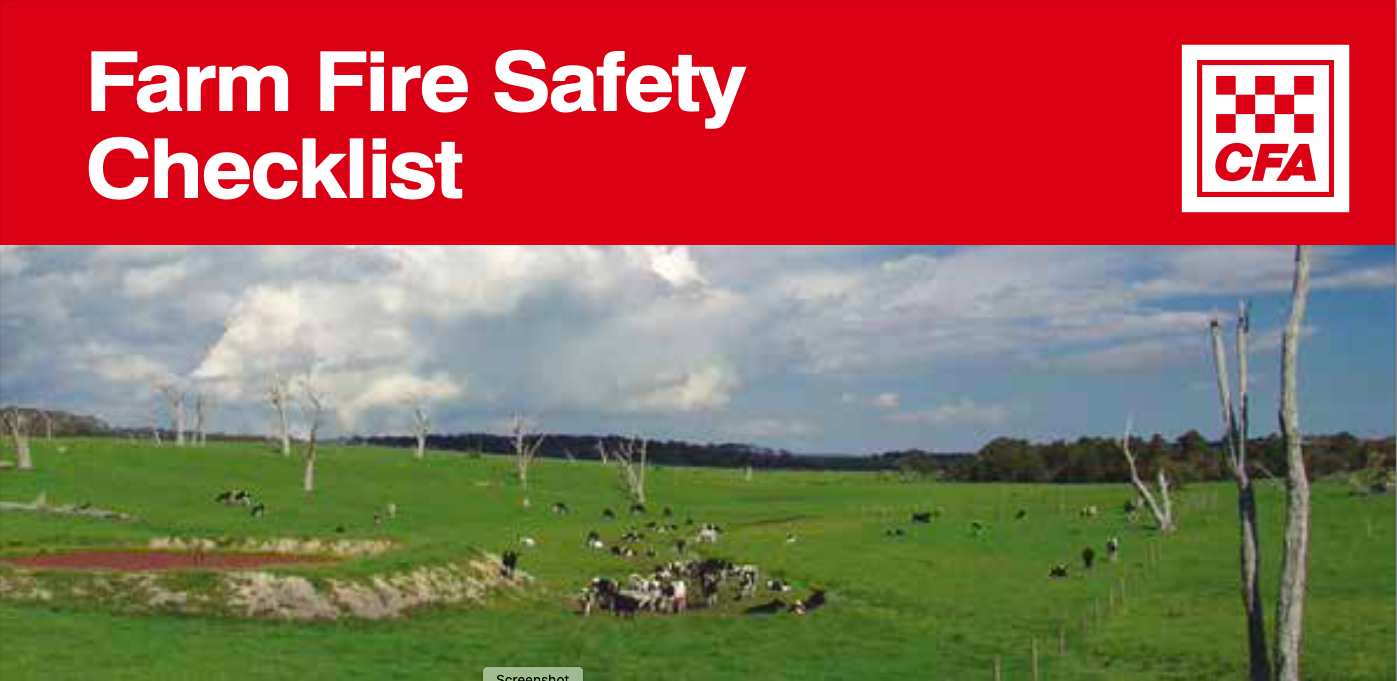 Farm Fire Safety
Checklist
CFA
Screenshot